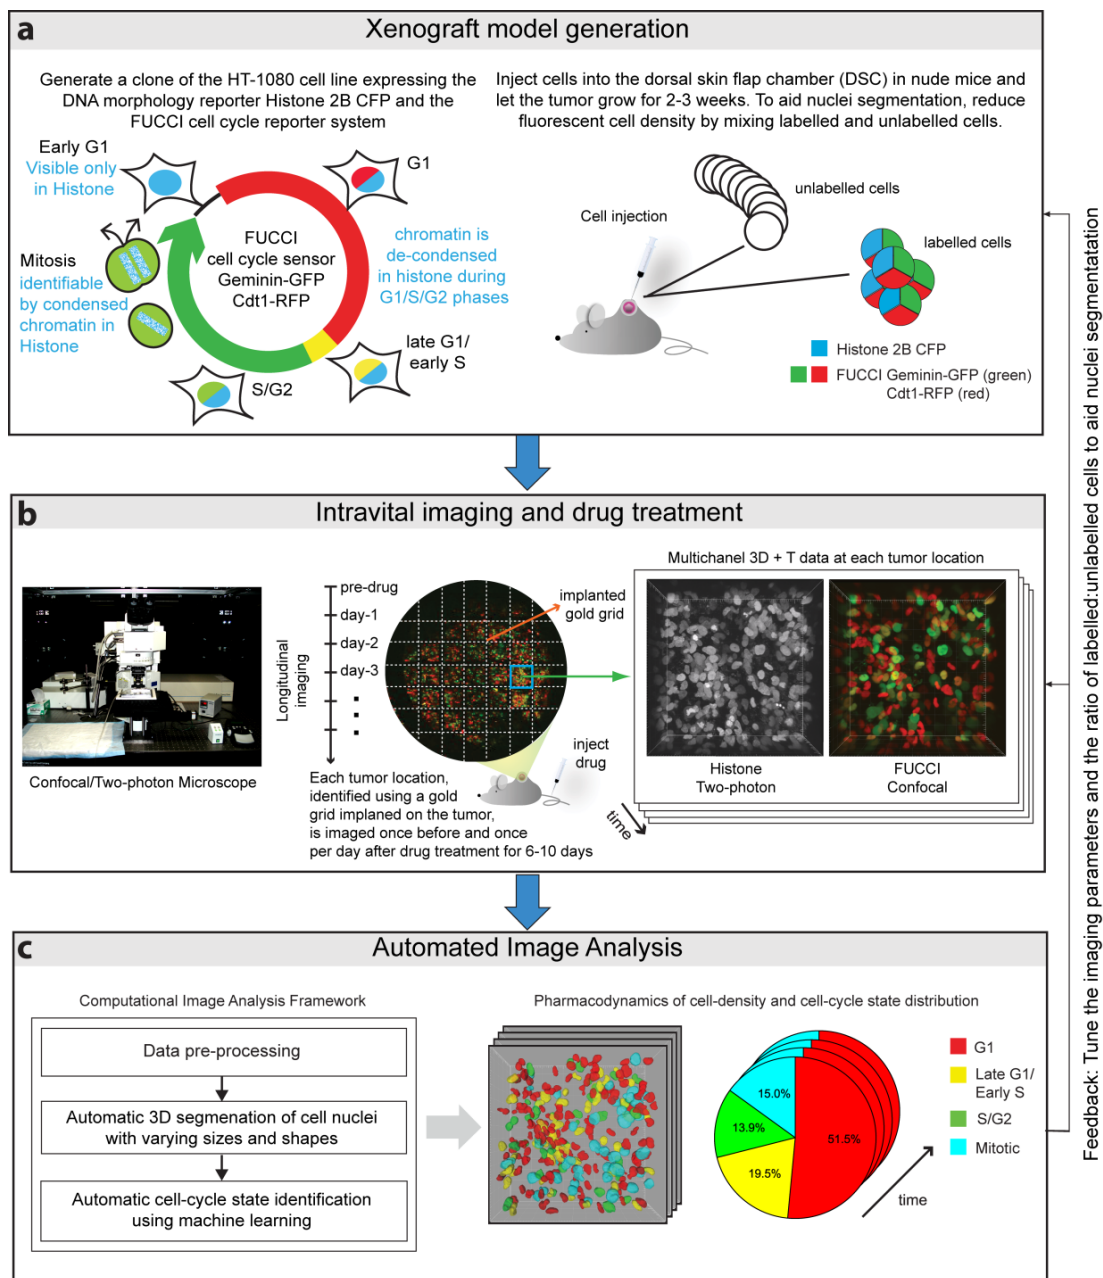 a
Xenograft model generation
Generate a clone of the HT-1080 cell line expressing the
DNA morphology reporter Histone 2B CFP and the
FUCCI cell cycle reporter system
Inject cells into the dorsal skin flap chamber (DSC) in nude mice and
let the tumor grow for 2-3 weeks. To aid nuclei segmentation, reduce
fluorescent cell density by mixing labelled and unlabelled cells.
Early G1
Visible only
in Histone
G1
Mitosis
identifiable
by condensed
chromatin in
Histone
FUCCI
cell cycle sensor
Geminin-GFP
Cdt1-RFP
chromatin is
de-condensed
in histone during
G1/S/G2 phases
late G1/
early S
S/G2
Cell injection
unlabelled cells
labelled cells
Histone 2B CFP
FUCCI Geminin-GFP (green)
Cdt1-RFP (red)
b
Intravital imaging and drug treatment
Confocal/Two-photon Microscope
Longitudinal
imaging
pre-drug
day-1
day-2
day-3
implanted
gold grid
inject
drug
Each tumor location,
identified using a gold
grid implaned on the tumor,
is imaged once before and once
per day after drug treatment for 6-10 days
Multichanel 3D + T data at each tumor location
Histone
Two-photon
FUCCI
Confocal
time
c
Automated Image Analysis
Computational Image Analysis Framework
Data pre-processing
Automatic 3D segmenation of cell nuclei
with varying sizes and shapes
Automatic cell-cycle state identification
using machine learning
Pharmacodynamics of cell-density and cell-cycle state distribution
15.0%
13.9%
19.5%
51.5%
G1
Late G1/
Early S
S/G2
Mitotic
time
Feedback: Tune the imaging parameters and the ratio of labelled:unlabelled cells to aid nuclei segmentation